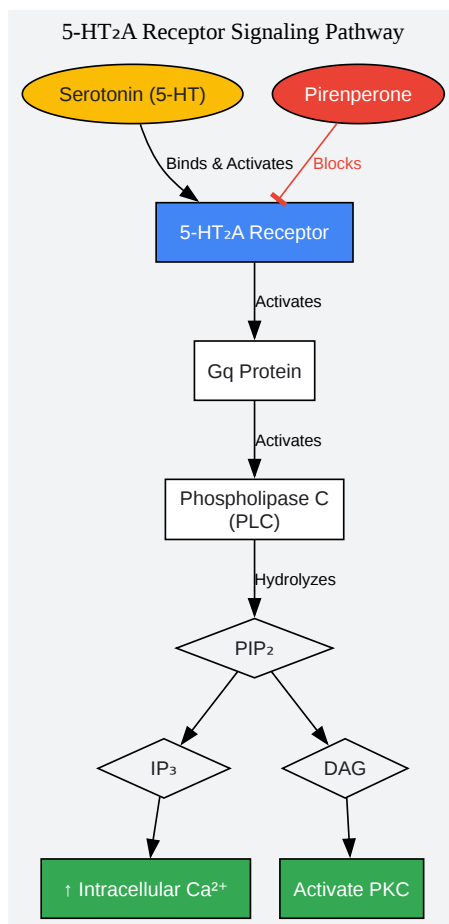 5-HT₂A Receptor Signaling Pathway
Serotonin (5-HT)
Pirenperone
Binds & Activates
Blocks
5-HT₂A Receptor
Activates
Gq Protein
Activates
Phospholipase C
(PLC)
Hydrolyzes
PIP₂
IP₃
DAG
↑ Intracellular Ca²⁺
Activate PKC